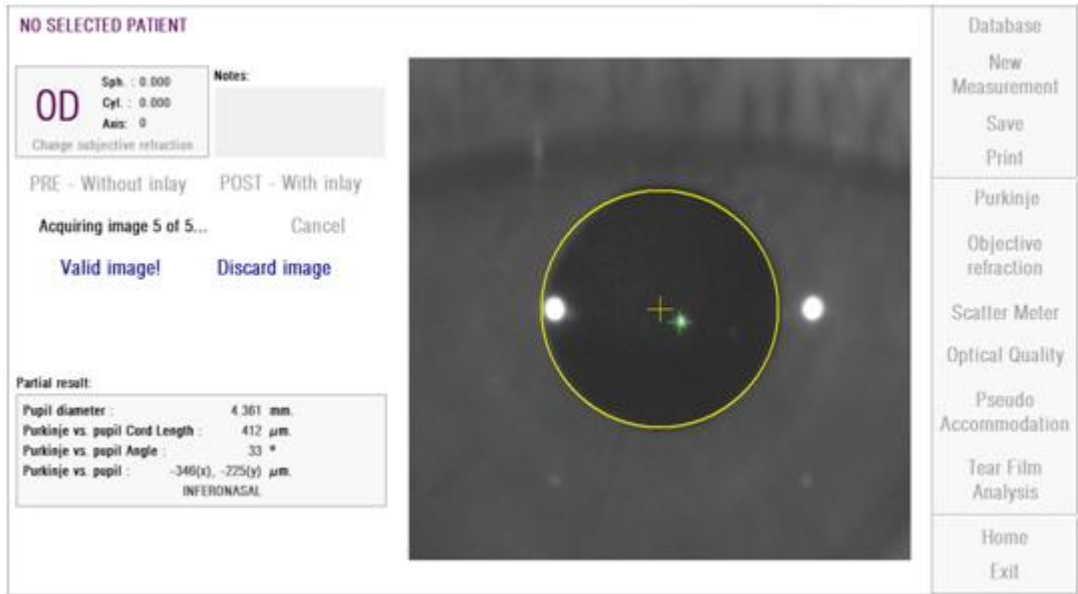 NO SELECTED PATIENT
OD
Sph. : 0.000
Cyl. : 0.000
Axis: 0
Change subjective refraction
Notes:
PRE - Without inlay
POST - With inlay
Acquiring image 5 of 5...
Cancel
Valid image!
Discard image
Partial result:
Pupil diameter : 4.361 mm.
Purkinje vs. pupil Cord Length : 412 μm.
Purkinje vs. pupil Angle : 33 °
Purkinje vs. pupil : -346(x), -225(y) μm.
INFERONASAL
Database
New
Measurement
Save
Print
Purkinje
Objective
refraction
Scatter Meter
Optical Quality
Pseudo
Accommodation
Tear Film
Analysis
Home
Exit